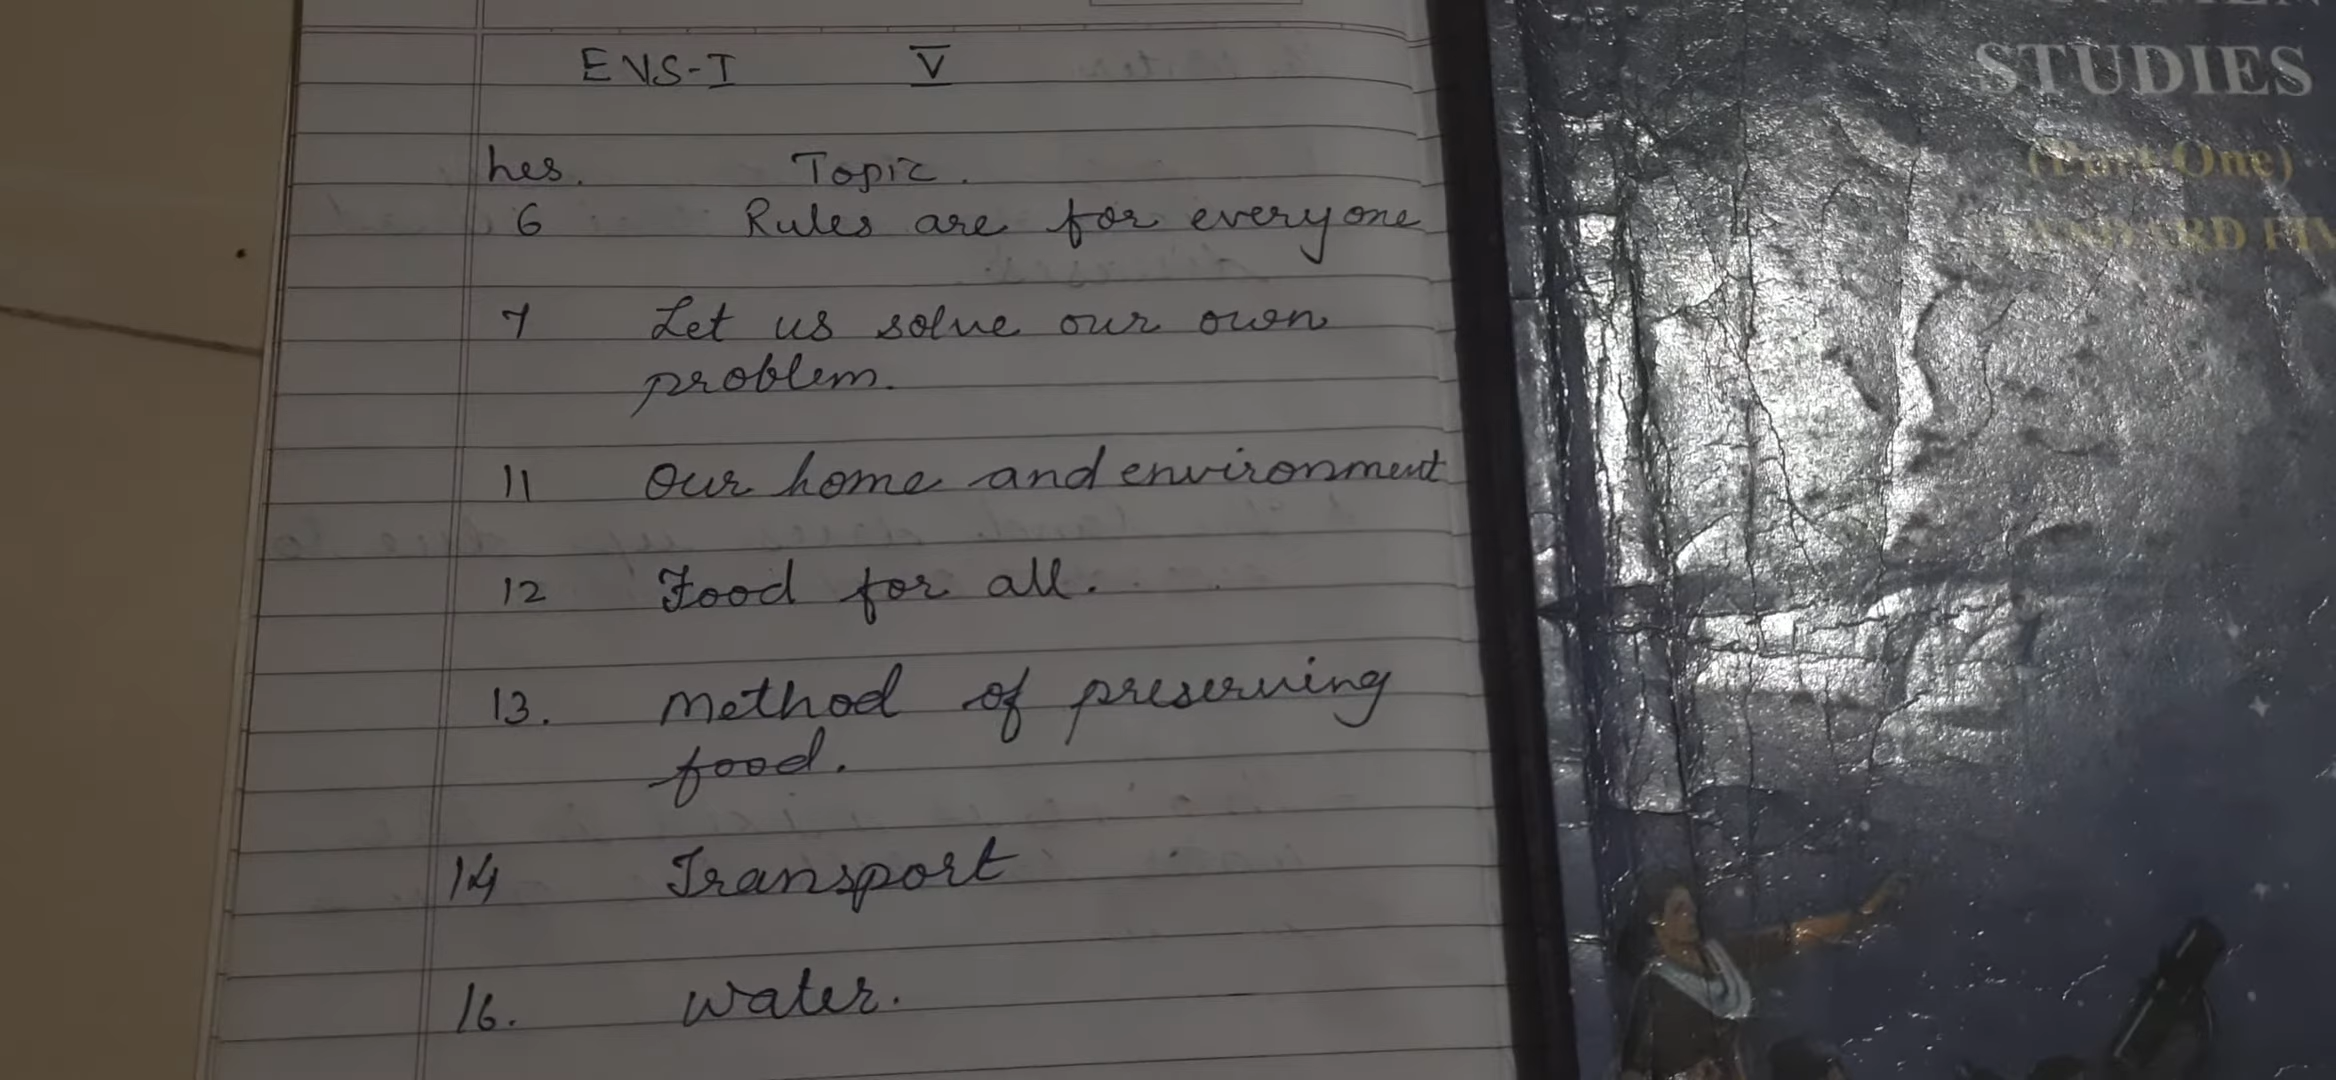 ENS-I V
hes. Topic.
6 Rules are for everyone
7 Let us solve our own
problem.
11 Our home and environment
12 Food for all.
13. Method of preserving
food.
14 Transport
16. Water.
STUDIES
(Part One)